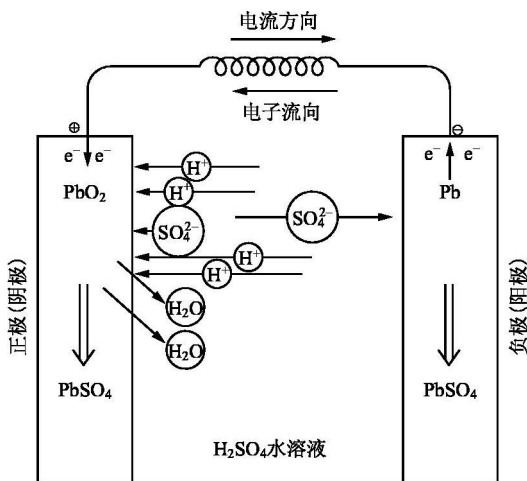 电流方向
电子流向
⊕
⊖
e⁻ e⁻
e⁻ e⁻
PbO₂
Pb
H⁺
H⁺
SO₄²⁻
SO₄²⁻
H⁺
H⁺
H₂O
H₂O
正极(阴极)
负极(阳极)
PbSO₄
PbSO₄
H₂SO₄水溶液